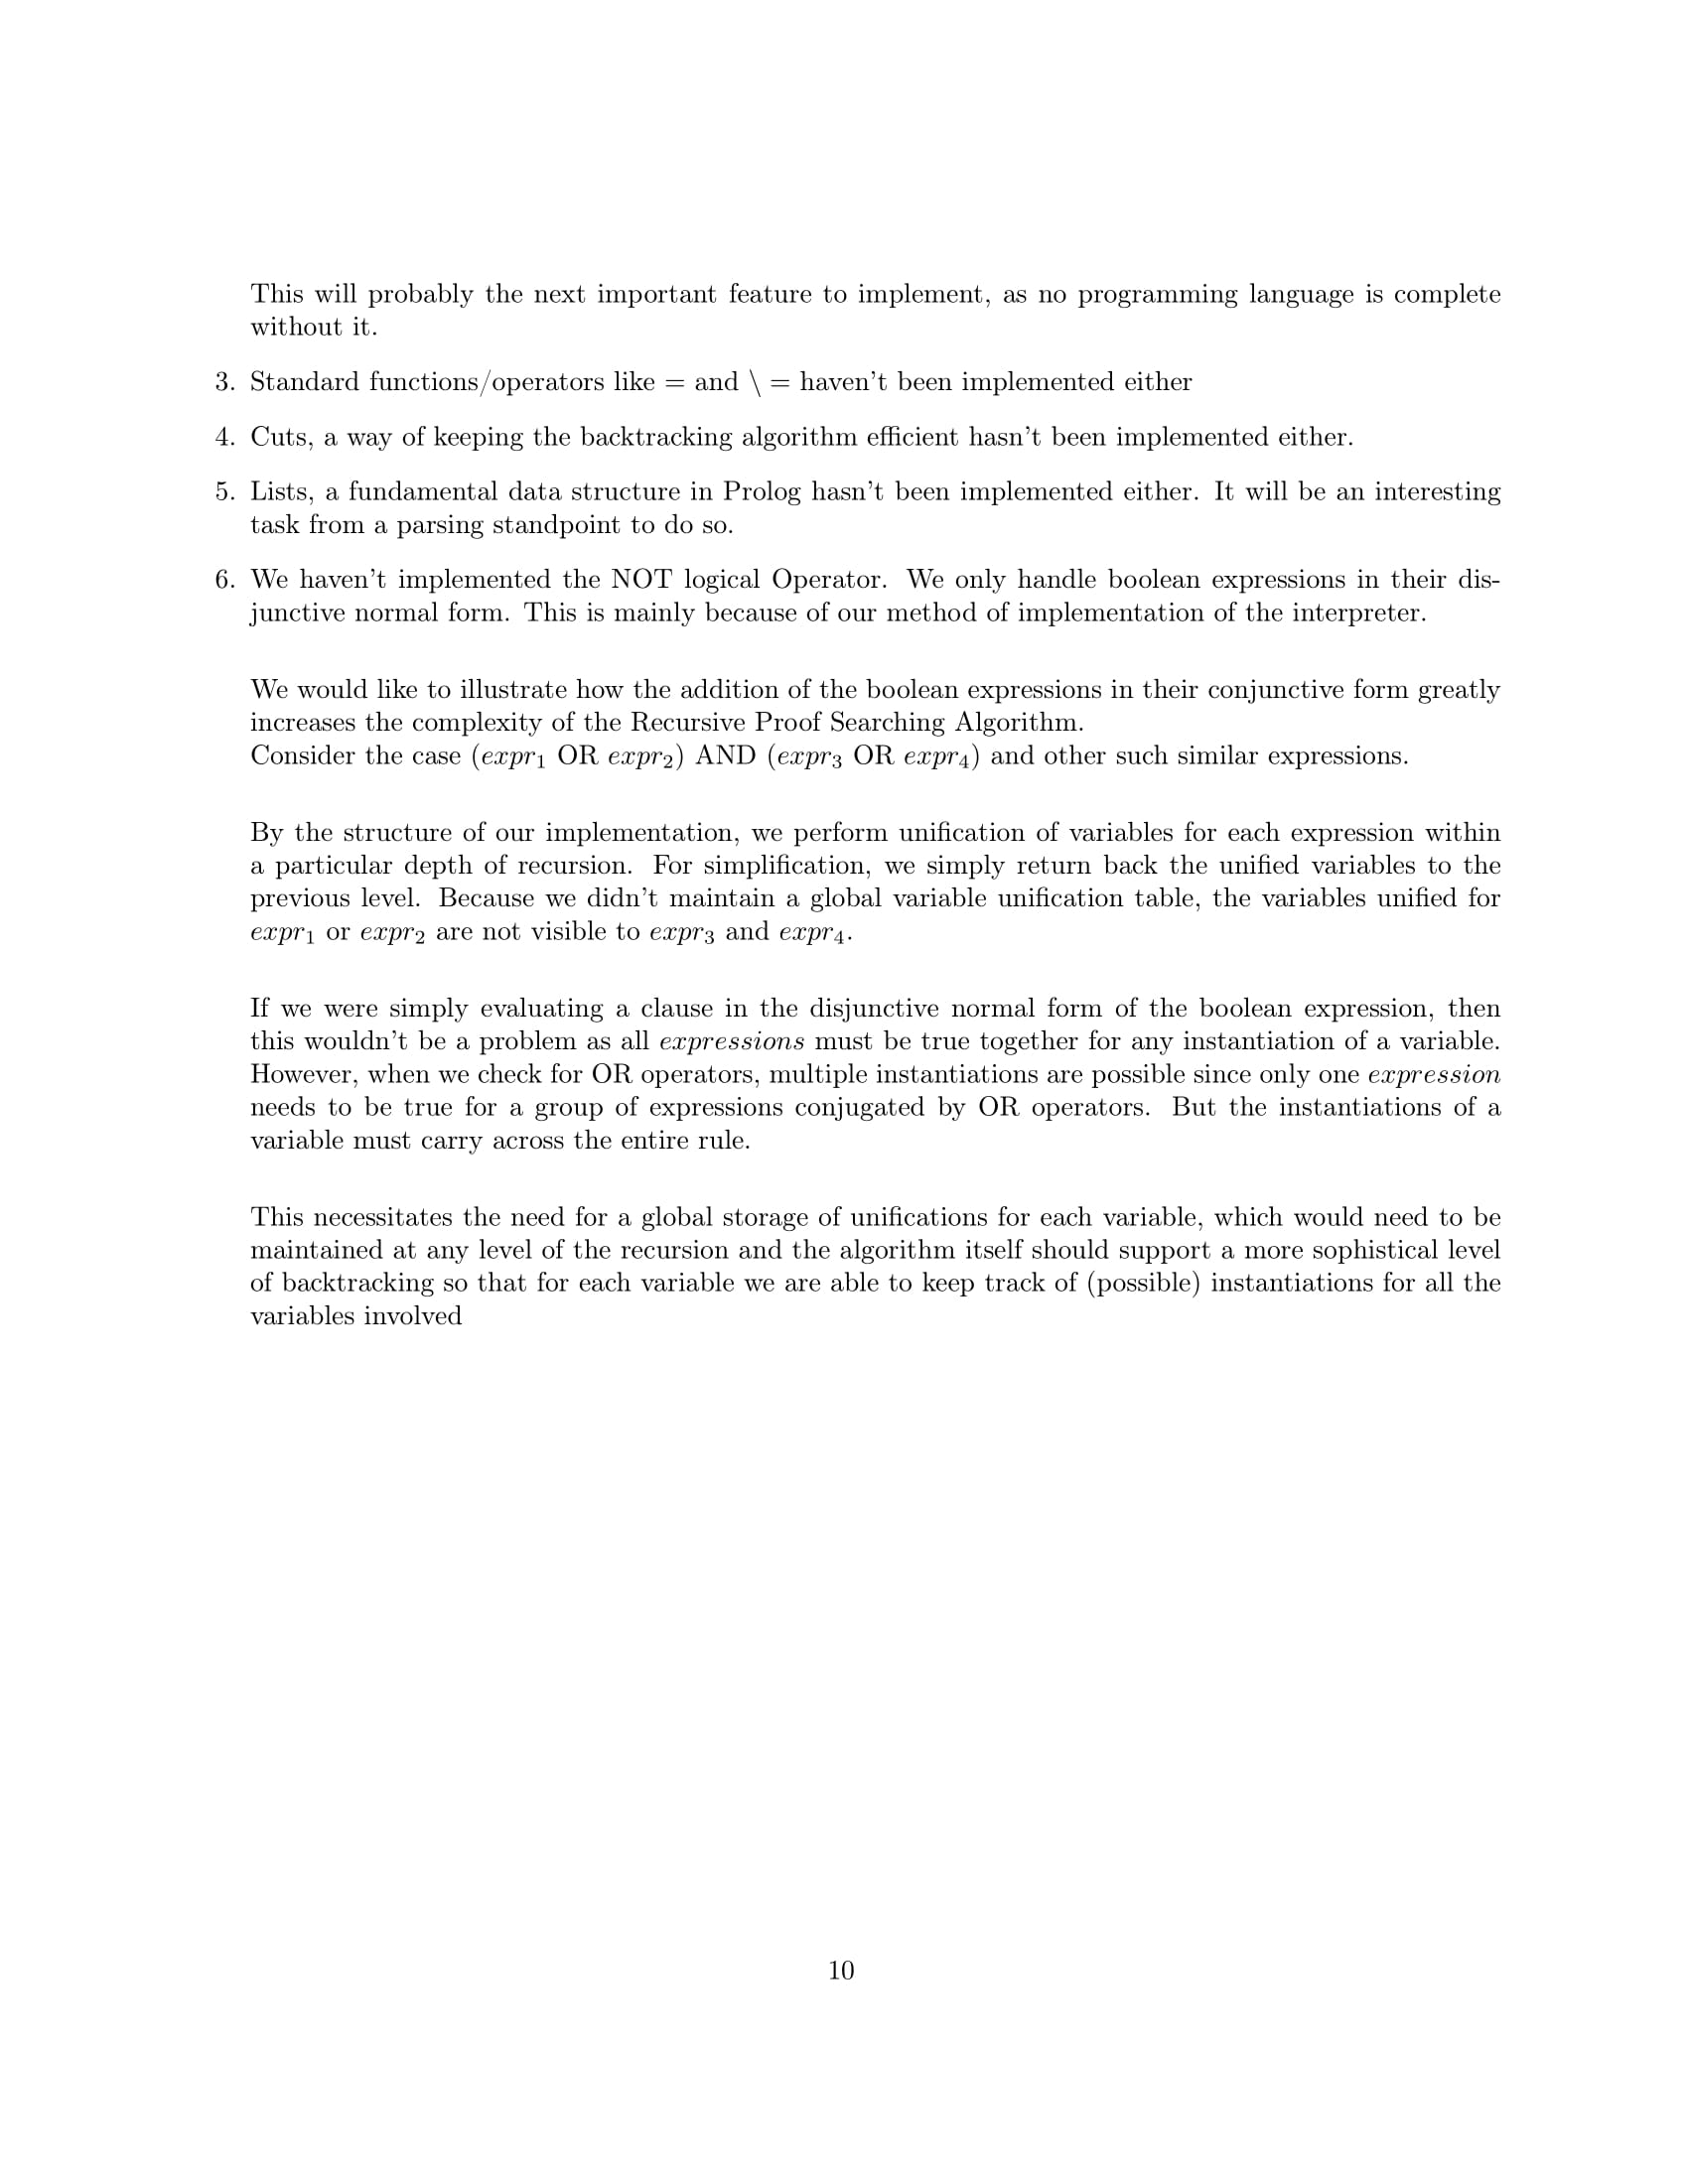 This will probably the next important feature to implement, as no programming language is complete
without it.
3. Standard functions/operators like = and \ = haven't been implemented either
4. Cuts, a way of keeping the backtracking algorithm efficient hasn't been implemented either.
5. Lists, a fundamental data structure in Prolog hasn't been implemented either. It will be an interesting
task from a parsing standpoint to do so.
6. We haven't implemented the NOT logical Operator. We only handle boolean expressions in their dis-
junctive normal form. This is mainly because of our method of implementation of the interpreter.
We would like to illustrate how the addition of the boolean expressions in their conjunctive form greatly
increases the complexity of the Recursive Proof Searching Algorithm.
Consider the case (expr₁ OR expr₂) AND (expr₃ OR expr₄) and other such similar expressions.
By the structure of our implementation, we perform unification of variables for each expression within
a particular depth of recursion. For simplification, we simply return back the unified variables to the
previous level. Because we didn't maintain a global variable unification table, the variables unified for
expr₁ or expr₂ are not visible to expr₃ and expr₄.
If we were simply evaluating a clause in the disjunctive normal form of the boolean expression, then
this wouldn't be a problem as all expressions must be true together for any instantiation of a variable.
However, when we check for OR operators, multiple instantiations are possible since only one expression
needs to be true for a group of expressions conjugated by OR operators. But the instantiations of a
variable must carry across the entire rule.
This necessitates the need for a global storage of unifications for each variable, which would need to be
maintained at any level of the recursion and the algorithm itself should support a more sophistical level
of backtracking so that for each variable we are able to keep track of (possible) instantiations for all the
variables involved
10